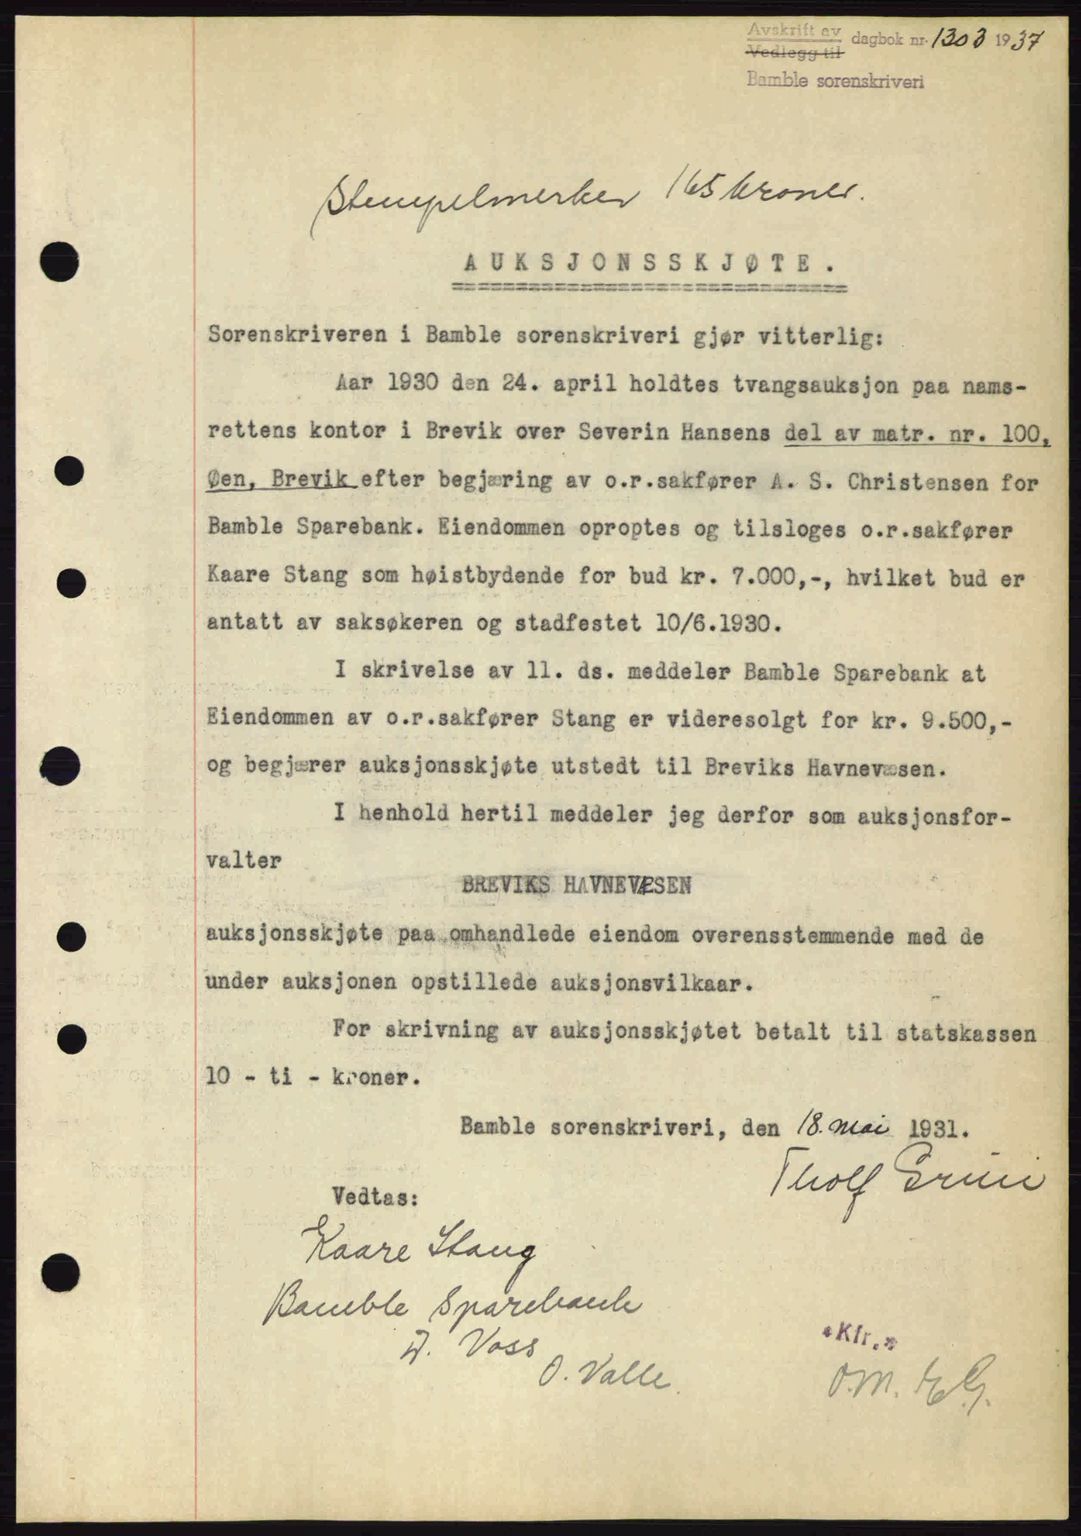 Avskrift av dagbok nr. 1303 1937
Vedlegg til
Bamble sorenskriveri
Stempelmerker 165 kroner.
AUKSJONSSKJØTE.
Sorenskriveren i Bamble sorenskriveri gjør vitterlig:
Aar 1930 den 24. april holdtes tvangsauksjon paa nams-
rettens kontor i Brevik over Severin Hansens del av matr. nr. 100,
Øen, Brevik efter begjæring av o.r.sakfører A. S. Christensen for
Bamble Sparebank. Eiendommen oproptes og tilsloges o.r.sakfører
Kaare Stang som høistbydende for bud kr. 7.000,-, hvilket bud er
antatt av saksøkeren og stadfestet 10/6.1930.
I skrivelse av 11. ds. meddeler Bamble Sparebank at
Eiendommen av o.r.sakfører Stang er videresolgt for kr. 9.500,-
og begjærer auksjonsskjøte utstedt til Breviks Havnevæsen.
I henhold hertil meddeler jeg derfor som auksjonsfor-
valter
BREVIKS HAVNEVÆSEN
auksjonsskjøte paa omhandlede eiendom overensstemmende med de
under auksjonen opstillede auksjonsvilkaar.
For skrivning av auksjonsskjøtet betalt til statskassen
10 - ti - kroner.
Bamble sorenskriveri, den 18. mai 1931.
Tholf
Vedtas:
Kaare Stang
Bamble Sparebank
Voss
O. Valle.
*Kfr.*
O.M. EG.